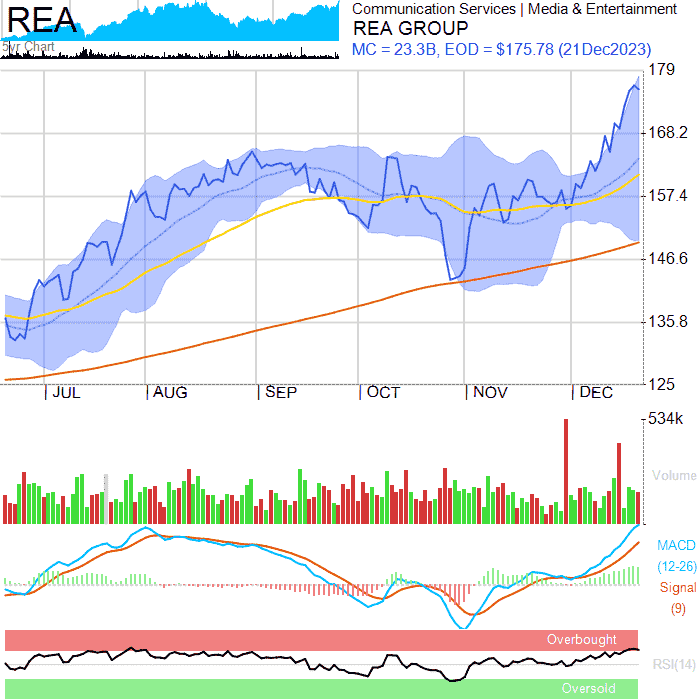 REA
5yr Chart
Communication Services | Media & Entertainment
REA GROUP
MC = 23.3B, EOD = $175.78 (21Dec2023)
179
168.2
157.4
146.6
135.8
125
JUL AUG SEP OCT NOV DEC
534k
Volume
MACD
(12-26)
Signal
(9)
Overbought
RSI(14)
Oversold